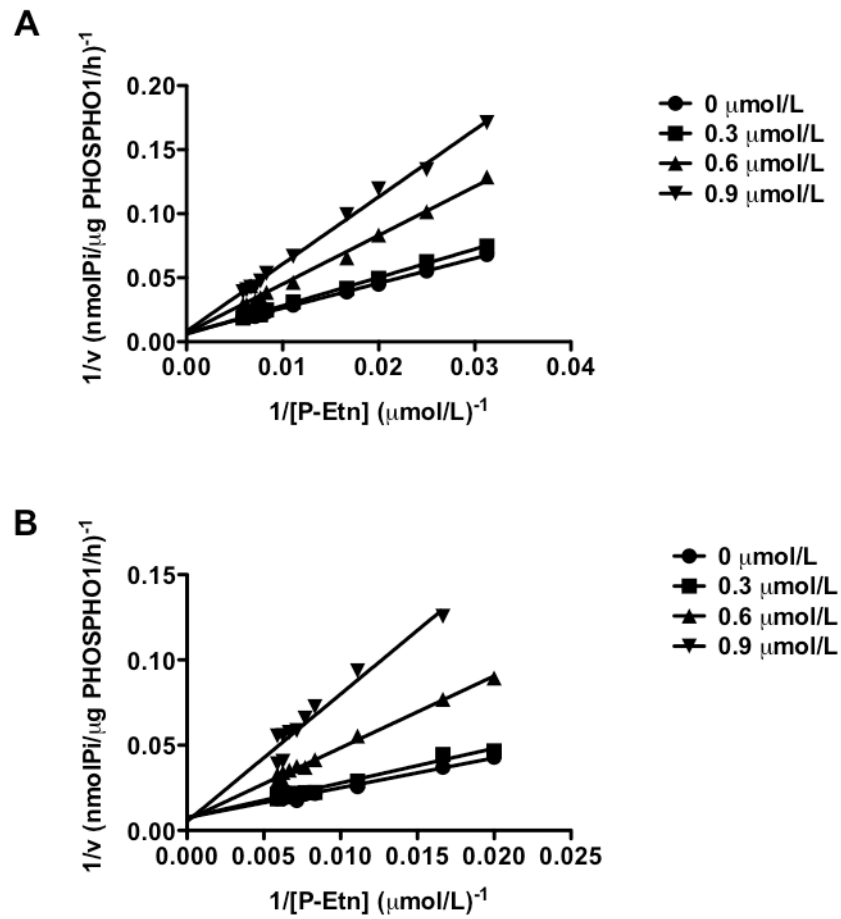 A
1/v (nmolPi/μg PHOSPHO1/h)-1
0.20
0.15
0.10
0.05
0.00
0.00 0.01 0.02 0.03 0.04
1/[P-Etn] (μmol/L)-1
0 μmol/L
0.3 μmol/L
0.6 μmol/L
0.9 μmol/L
B
1/v (nmolPi/μg PHOSPHO1/h)-1
0.15
0.10
0.05
0.00
0.000 0.005 0.010 0.015 0.020 0.025
1/[P-Etn] (μmol/L)-1
0 μmol/L
0.3 μmol/L
0.6 μmol/L
0.9 μmol/L